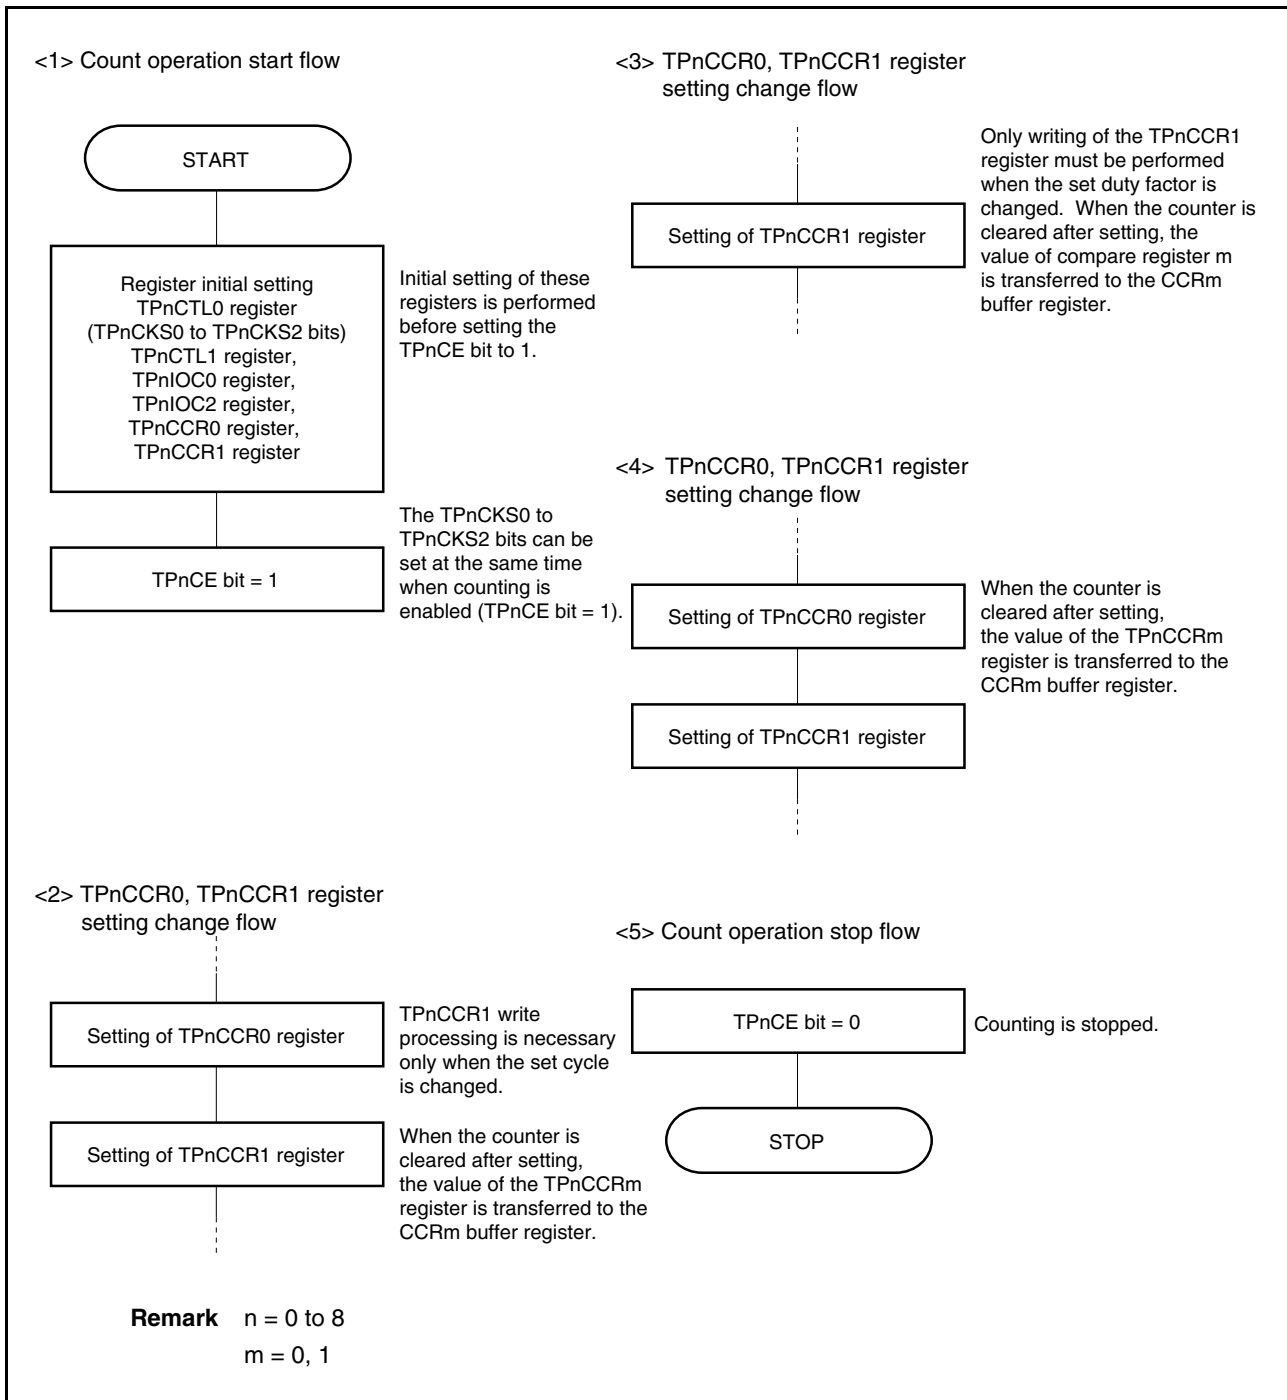 <1> Count operation start flow
START
Register initial setting
TPnCTL0 register
(TPnCKS0 to TPnCKS2 bits)
TPnCTL1 register,
TPnIOC0 register,
TPnIOC2 register,
TPnCCR0 register,
TPnCCR1 register
Initial setting of these
registers is performed
before setting the
TPnCE bit to 1.
TPnCE bit = 1
The TPnCKS0 to
TPnCKS2 bits can be
set at the same time
when counting is
enabled (TPnCE bit = 1).
<2> TPnCCR0, TPnCCR1 register
setting change flow
Setting of TPnCCR0 register
TPnCCR1 write
processing is necessary
only when the set cycle
is changed.
Setting of TPnCCR1 register
When the counter is
cleared after setting,
the value of the TPnCCRm
register is transferred to the
CCRm buffer register.
<3> TPnCCR0, TPnCCR1 register
setting change flow
Setting of TPnCCR1 register
Only writing of the TPnCCR1
register must be performed
when the set duty factor is
changed. When the counter is
cleared after setting, the
value of compare register m
is transferred to the CCRm
buffer register.
<4> TPnCCR0, TPnCCR1 register
setting change flow
Setting of TPnCCR0 register
When the counter is
cleared after setting,
the value of the TPnCCRm
register is transferred to the
CCRm buffer register.
Setting of TPnCCR1 register
<5> Count operation stop flow
TPnCE bit = 0
Counting is stopped.
STOP
Remark n = 0 to 8
m = 0, 1